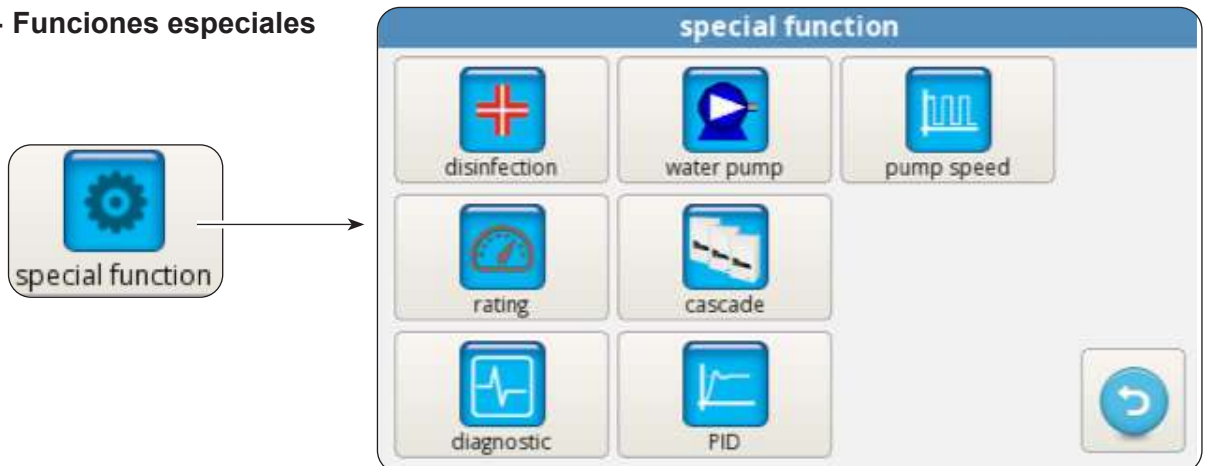 - Funciones especiales
special function
special function
disinfection
water pump
pump speed
rating
cascade
diagnostic
PID